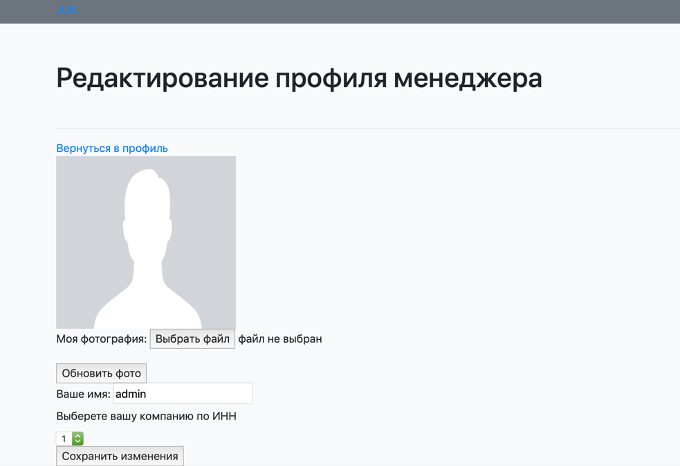 Редактирование профиля менеджера
Вернуться в профиль
Моя фотография: Выбрать файл файл не выбран
Обновить фото
Ваше имя: admin
Выберете вашу компанию по ИНН
1
Сохранить изменения